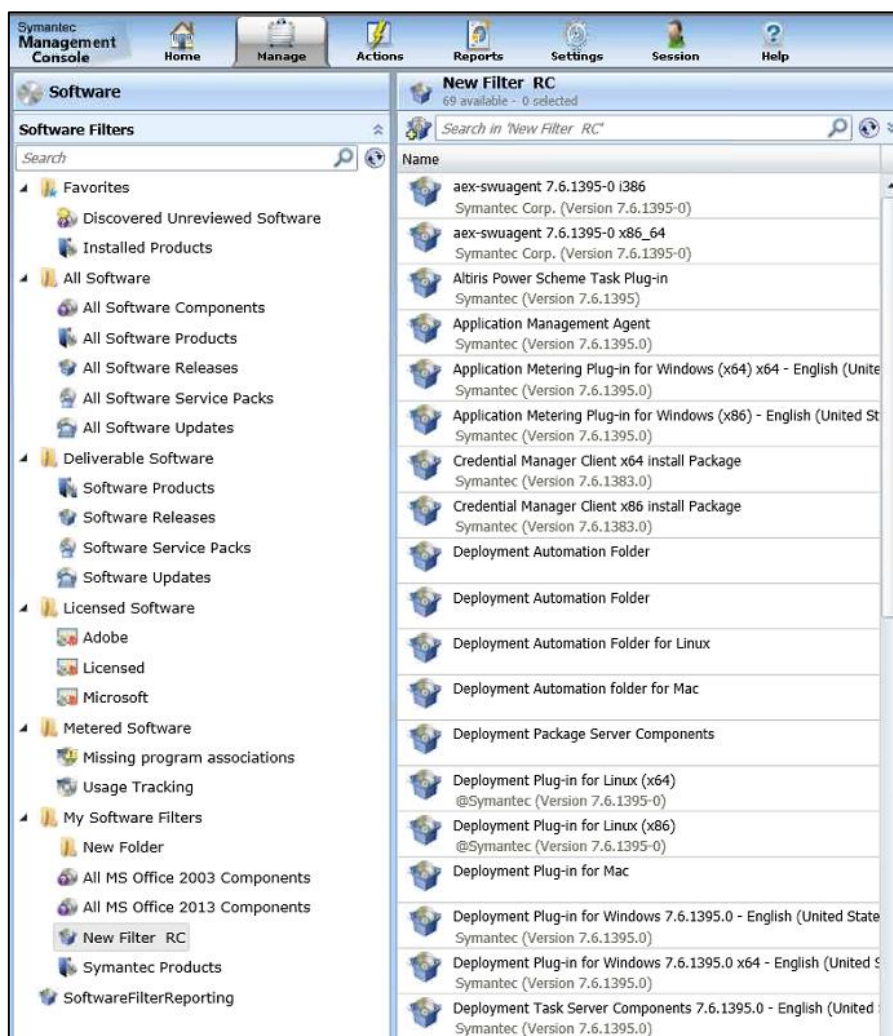 Symantec
Management
Console
Home
Manage
Actions
Reports
Settings
Session
Help
Software
Software Filters
Search
Favorites
Discovered Unreviewed Software
Installed Products
All Software
All Software Components
All Software Products
All Software Releases
All Software Service Packs
All Software Updates
Deliverable Software
Software Products
Software Releases
Software Service Packs
Software Updates
Licensed Software
Adobe
Licensed
Microsoft
Metered Software
Missing program associations
Usage Tracking
My Software Filters
New Folder
All MS Office 2003 Components
All MS Office 2013 Components
New Filter RC
Symantec Products
SoftwareFilterReporting
New Filter RC
69 available - 0 selected
Search in 'New Filter RC'
Name
aex-swuagent 7.6.1395-0 i386
Symantec Corp. (Version 7.6.1395-0)
aex-swuagent 7.6.1395-0 x86_64
Symantec Corp. (Version 7.6.1395-0)
Altiris Power Scheme Task Plug-in
Symantec (Version 7.6.1395)
Application Management Agent
Symantec (Version 7.6.1395.0)
Application Metering Plug-in for Windows (x64) x64 - English (Unite
Symantec (Version 7.6.1395.0)
Application Metering Plug-in for Windows (x86) - English (United St
Symantec (Version 7.6.1395.0)
Credential Manager Client x64 install Package
Symantec (Version 7.6.1383.0)
Credential Manager Client x86 install Package
Symantec (Version 7.6.1383.0)
Deployment Automation Folder
Deployment Automation Folder
Deployment Automation Folder for Linux
Deployment Automation folder for Mac
Deployment Package Server Components
Deployment Plug-in for Linux (x64)
@Symantec (Version 7.6.1395-0)
Deployment Plug-in for Linux (x86)
@Symantec (Version 7.6.1395-0)
Deployment Plug-in for Mac
Deployment Plug-in for Windows 7.6.1395.0 - English (United State
Symantec (Version 7.6.1395.0)
Deployment Plug-in for Windows 7.6.1395.0 x64 - English (United S
Symantec (Version 7.6.1395.0)
Deployment Task Server Components 7.6.1395.0 - English (United
Symantec (Version 7.6.1395.0)